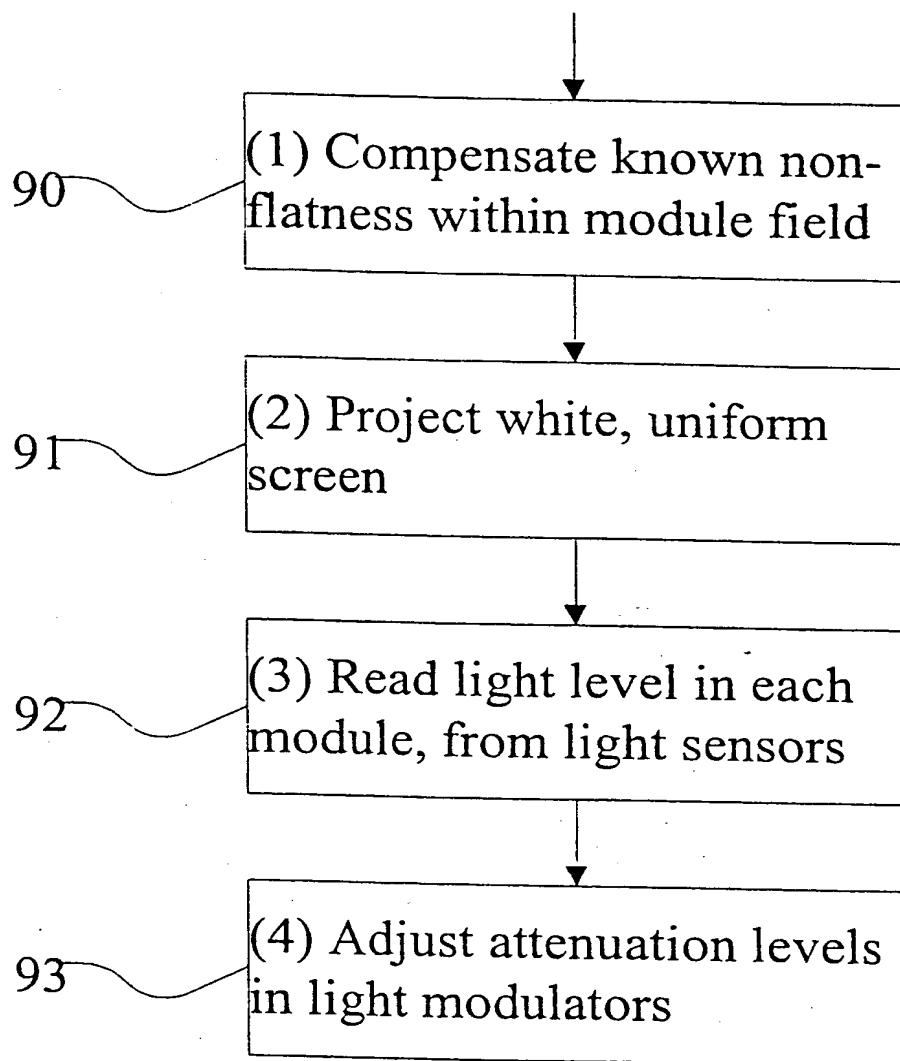 90
(1) Compensate known non-
flatness within module field
91
(2) Project white, uniform
screen
92
(3) Read light level in each
module, from light sensors
93
(4) Adjust attenuation levels
in light modulators